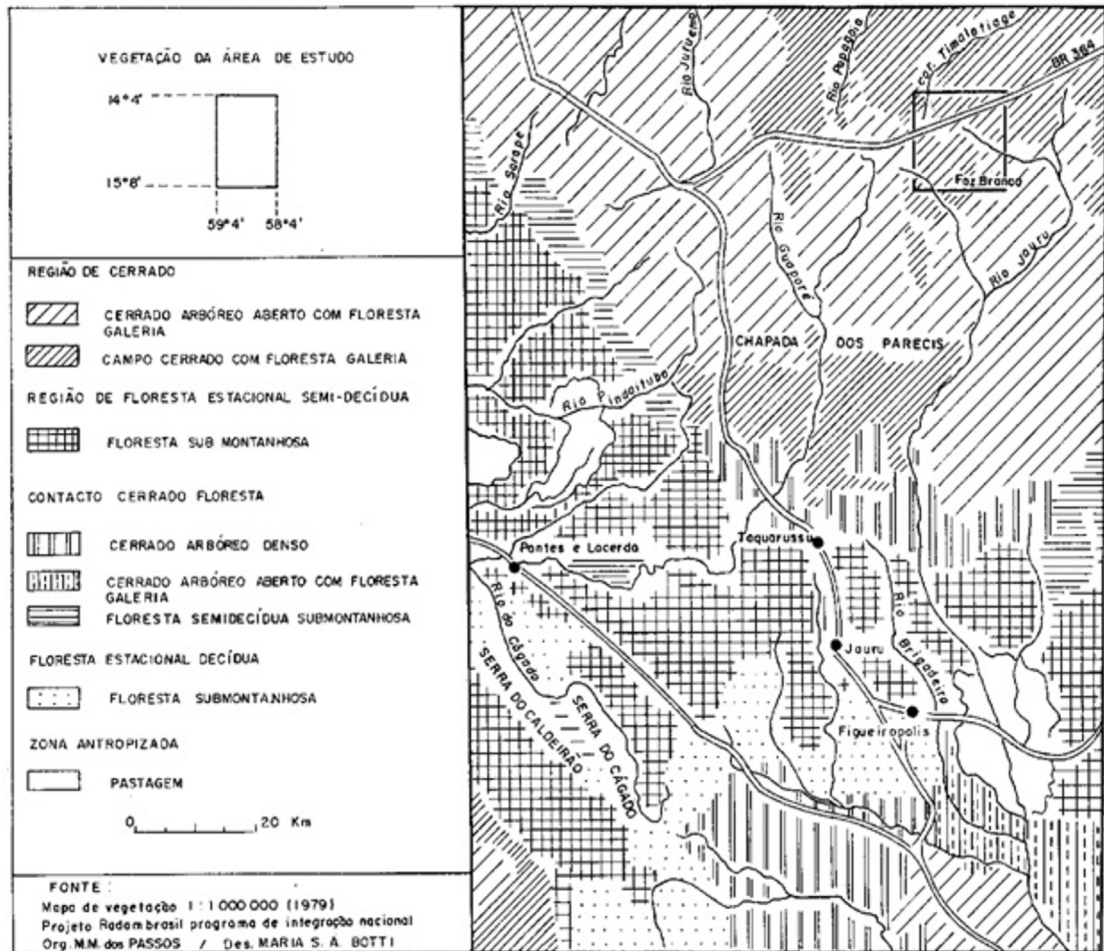 VEGETAÇÃO DA ÁREA DE ESTUDO
14°4'
15°8'
59°4' 58°4'
REGIÃO DE CERRADO
CERRADO ARBÓREO ABERTO COM FLORESTA
GALERIA
CAMPO CERRADO COM FLORESTA GALERIA
REGIÃO DE FLORESTA ESTACIONAL SEMI-DECÍDUA
FLORESTA SUB MONTANHOSA
CONTACTO CERRADO FLORESTA
CERRADO ARBÓREO DENSO
CERRADO ARBÓREO ABERTO COM FLORESTA
GALERIA
FLORESTA SEMIDECÍDUA SUBMONTANHOSA
FLORESTA ESTACIONAL DECÍDUA
FLORESTA SUBMONTANHOSA
ZONA ANTROPIZADA
PASTAGEM
0 20 Km
FONTE:
Mapa de vegetação 1:1 000 000 (1979)
Projeto Radambrasil programa de integração nacional
Org. M.M. dos PASSOS / Des. MARIA S. A. BOTTI
Rio Juruema
Rio Papagaio
cor. Timalatiage
BR 364
Rio Sarapé
Faz. Branca
Rio Guaporé
Rio Jauru
CHAPADA DOS PARECIS
Rio Pindaituba
Taquarussu
Pontes e Lacerda
Rio do Cágado
Rio Brigadeira
Jauru
SERRA DO CALDEIRÃO
SERRA DO CÁGADO
Figueiropolis